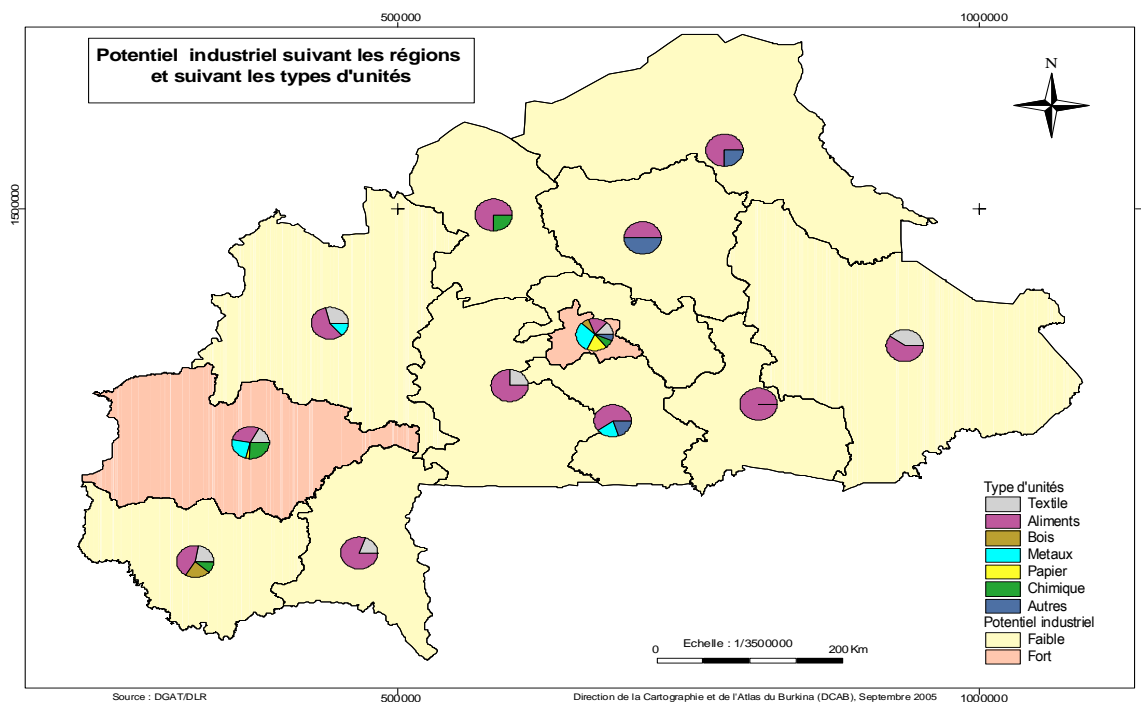 500000
1000000
Potentiel industriel suivant les régions
et suivant les types d'unités
N
1500000
Type d'unités
Textile
Aliments
Bois
Metaux
Papier
Chimique
Autres
Potentiel industriel
Faible
Fort
Echelle : 1/3500000
0
200 Km
Source : DGAT/DLR
500000
Direction de la Cartographie et de l'Atlas du Burkina (DCAB), Septembre 2005
1000000